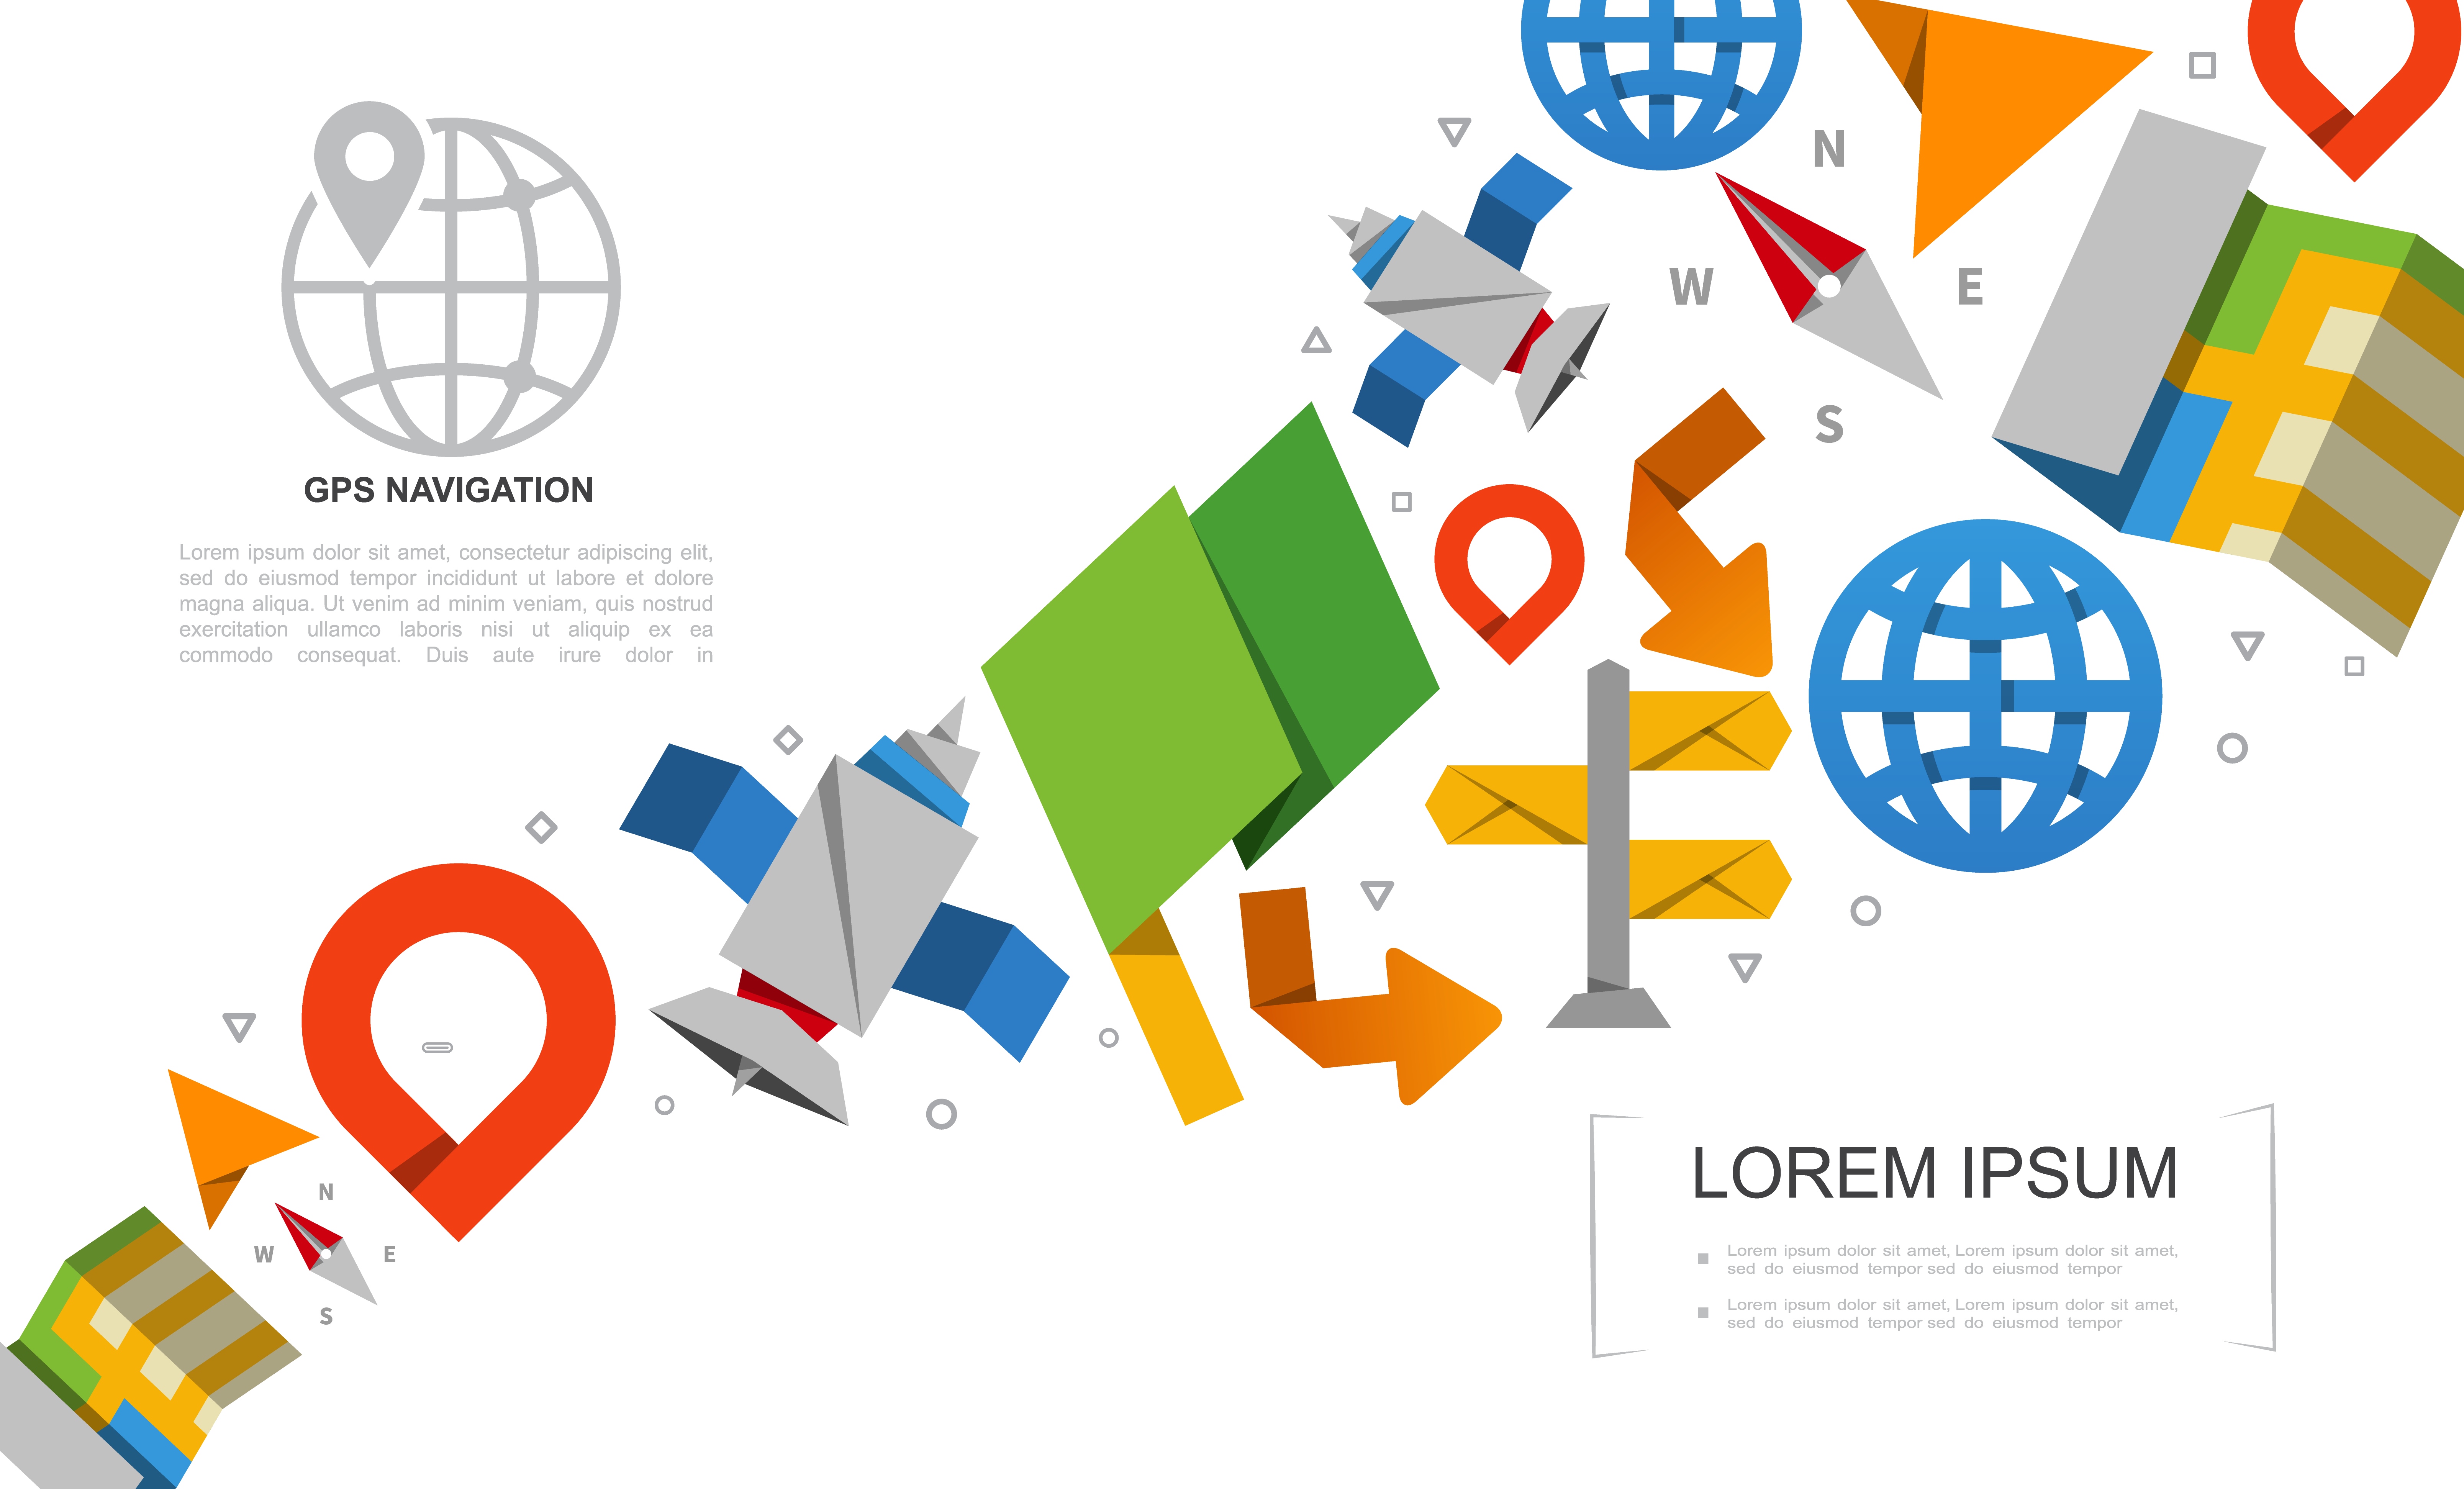 GPS NAVIGATION
Lorem ipsum dolor sit amet, consectetur adipiscing elit,
sed do eiusmod tempor incididunt ut labore et dolore
magna aliqua. Ut venim ad minim veniam, quis nostrud
exercitation ullamco laboris nisi ut aliquip ex ea
commodo consequat. Duis aute irure dolor in
N
W E
S
N
W E
S
LOREM IPSUM
Lorem ipsum dolor sit amet, Lorem ipsum dolor sit amet,
sed do eiusmod tempor sed do eiusmod tempor
Lorem ipsum dolor sit amet, Lorem ipsum dolor sit amet,
sed do eiusmod tempor sed do eiusmod tempor